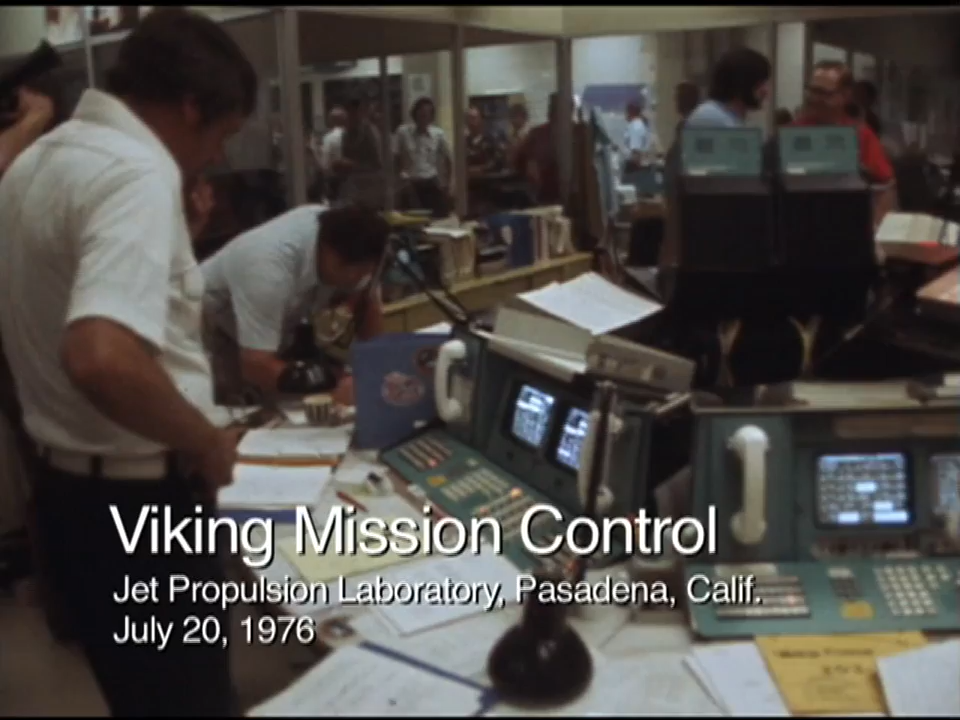 Viking Mission Control
Jet Propulsion Laboratory, Pasadena, Calif.
July 20, 1976